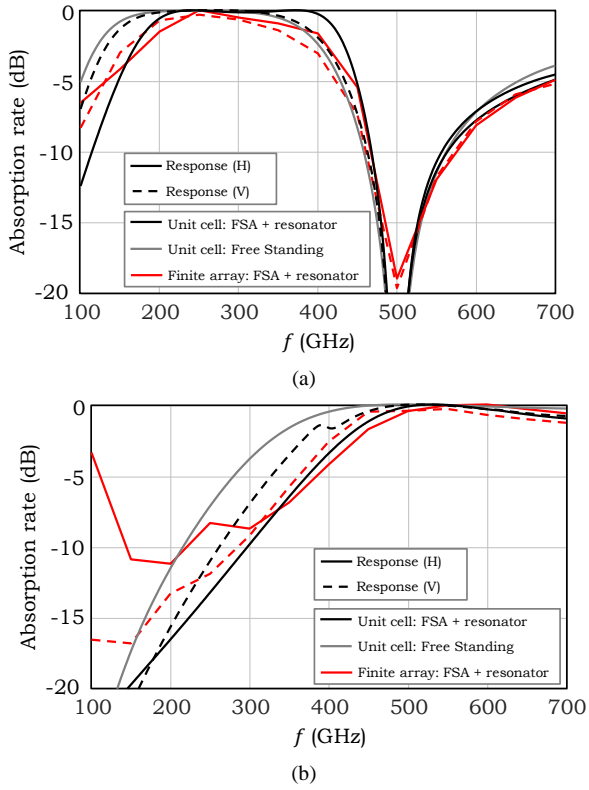 0
-5
-10
-15
-20
Absorption rate (dB)
Response (H)
Response (V)
Unit cell: FSA + resonator
Unit cell: Free Standing
Finite array: FSA + resonator
100 200 300 400 500 600 700
f (GHz)
(a)
0
-5
-10
-15
-20
Absorption rate (dB)
Response (H)
Response (V)
Unit cell: FSA + resonator
Unit cell: Free Standing
Finite array: FSA + resonator
100 200 300 400 500 600 700
f (GHz)
(b)